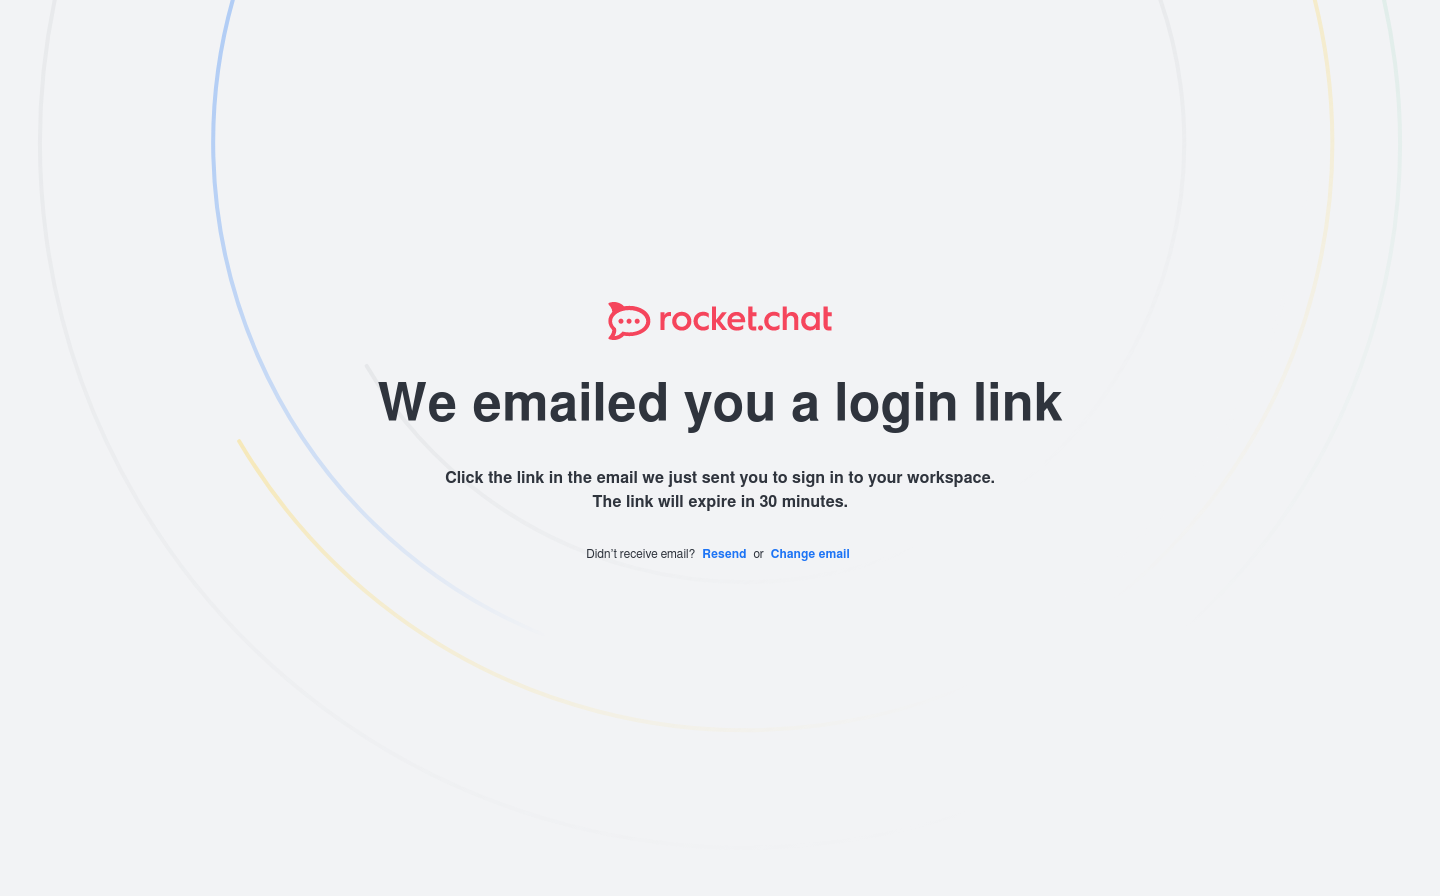 rocket.chat
We emailed you a login link
Click the link in the email we just sent you to sign in to your workspace.
The link will expire in 30 minutes.
Didn't receive email? Resend or Change email